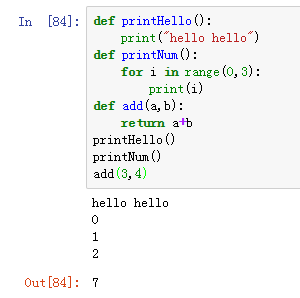 In [84]: def printHello():
    print("hello hello")
def printNum():
    for i in range(0,3):
        print(i)
def add(a,b):
    return a+b
printHello()
printNum()
add(3,4)
hello hello
0
1
2
Out[84]: 7